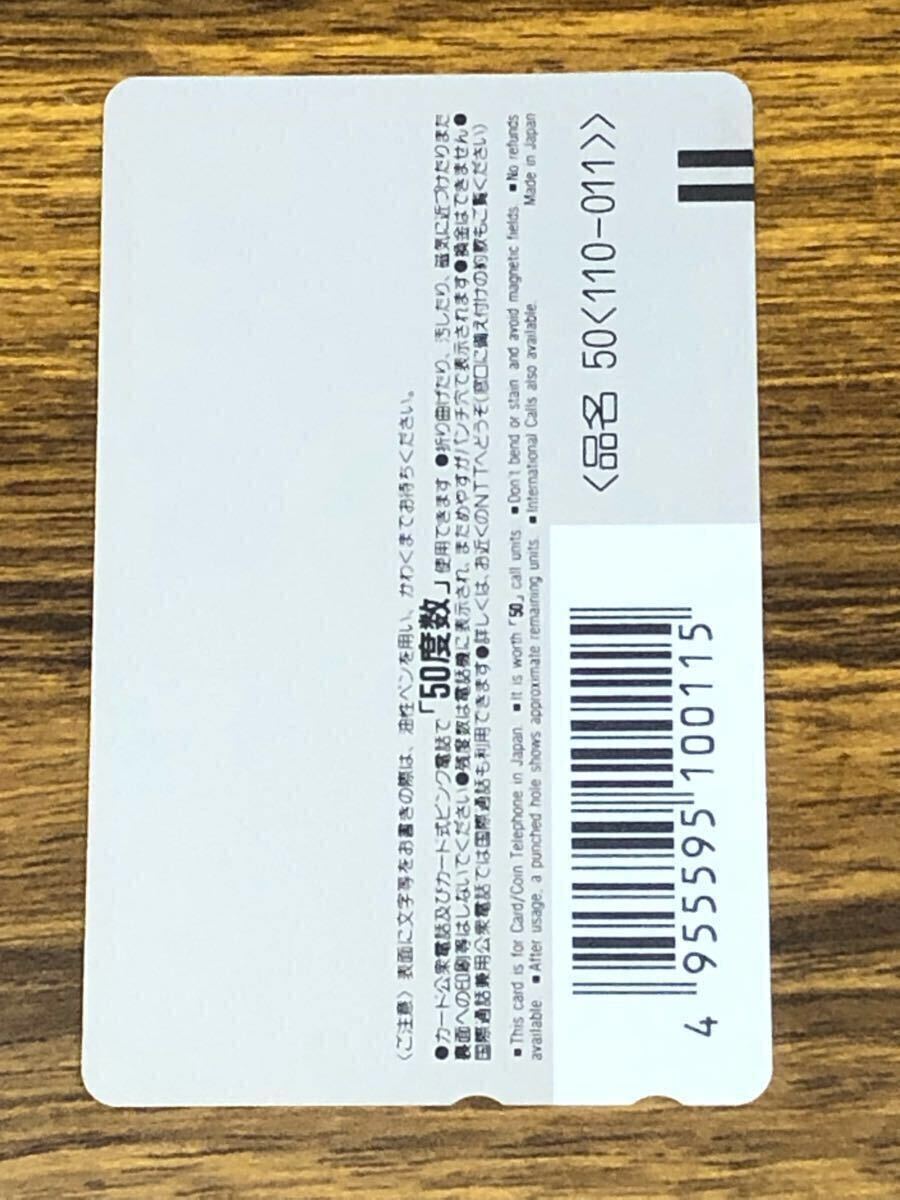 〈ご注意〉表面に文字等をお書きの際は、油性ペンを用い、かわくまでお待ちください。
●カード公衆電話及びカード式ピンク電話で「50度数」使用できます ●折り曲げたり、汚したり、磁気に近づけたりまた
裏面への印刷等はしないでください●残度数は電話機に表示され、まためやすがパンチ穴で表示されます●換金はできません●
国際通話兼用公衆電話では国際通話も利用できます●詳しくは、お近くのNTTへどうぞ(窓口に備え付けの約款もご覧ください)
■This card is for Card/Coin Telephone in Japan. ■It is worth「50」call units ■Don't bend or stain and avoid magnetic fields. ■No refunds
available. ■After usage, a punched hole shows approximate remaining units. ■International Calls also available. Made in Japan
〈品名 50〈110-011〉〉
4 955595 100115